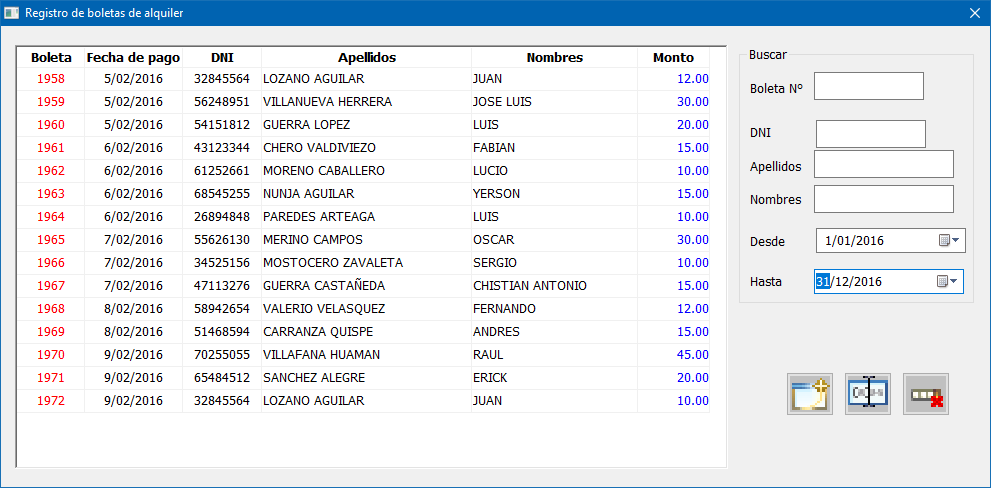 Registro de boletas de alquiler
Boleta Fecha de pago DNI Apellidos Nombres Monto
1958 5/02/2016 32845564 LOZANO AGUILAR JUAN 12.00
1959 5/02/2016 56248951 VILLANUEVA HERRERA JOSE LUIS 30.00
1960 5/02/2016 54151812 GUERRA LOPEZ LUIS 20.00
1961 6/02/2016 43123344 CHERO VALDIVIEZO FABIAN 15.00
1962 6/02/2016 61252661 MORENO CABALLERO LUCIO 10.00
1963 6/02/2016 68545255 NUNJA AGUILAR YERSON 15.00
1964 6/02/2016 26894848 PAREDES ARTEAGA LUIS 10.00
1965 7/02/2016 55626130 MERINO CAMPOS OSCAR 30.00
1966 7/02/2016 34525156 MOSTOCERO ZAVALETA SERGIO 10.00
1967 7/02/2016 47113276 GUERRA CASTAÑEDA CHISTIAN ANTONIO 15.00
1968 8/02/2016 58942654 VALERIO VELASQUEZ FERNANDO 12.00
1969 8/02/2016 51468594 CARRANZA QUISPE ANDRES 15.00
1970 9/02/2016 70255055 VILLAFANA HUAMAN RAUL 45.00
1971 9/02/2016 65484512 SANCHEZ ALEGRE ERICK 20.00
1972 9/02/2016 32845564 LOZANO AGUILAR JUAN 10.00
Buscar
Boleta Nº
DNI
Apellidos
Nombres
Desde 1/01/2016
Hasta 31/12/2016